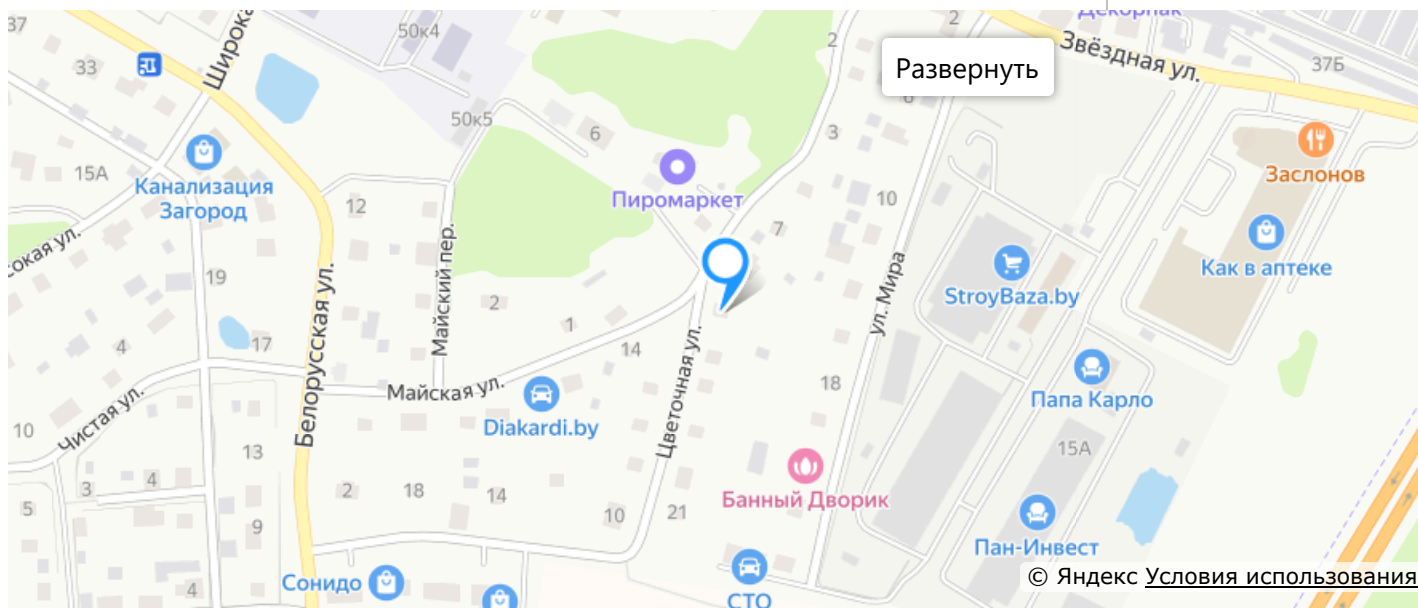 Декорпак
37
50к4
2
Широка
Звёздная ул.
2
Развернуть
33
37Б
6
50к5
6
3
15А
Заслонов
Канализация
Загород
Пиромаркет
12
10
7
сокая ул.
Майский пер.
Как в аптеке
19
StroyBaza.by
ул. Мира
2
1
Белорусская ул.
4
17
14
Цветочная ул.
Майская ул.
18
Папа Карло
Чистая ул.
Diakardi.by
10
13
15А
3
4
2
18
14
Банный Дворик
5
9
10
21
Пан-Инвест
4
Сонидо
СТО
© Яндекс Условия использования